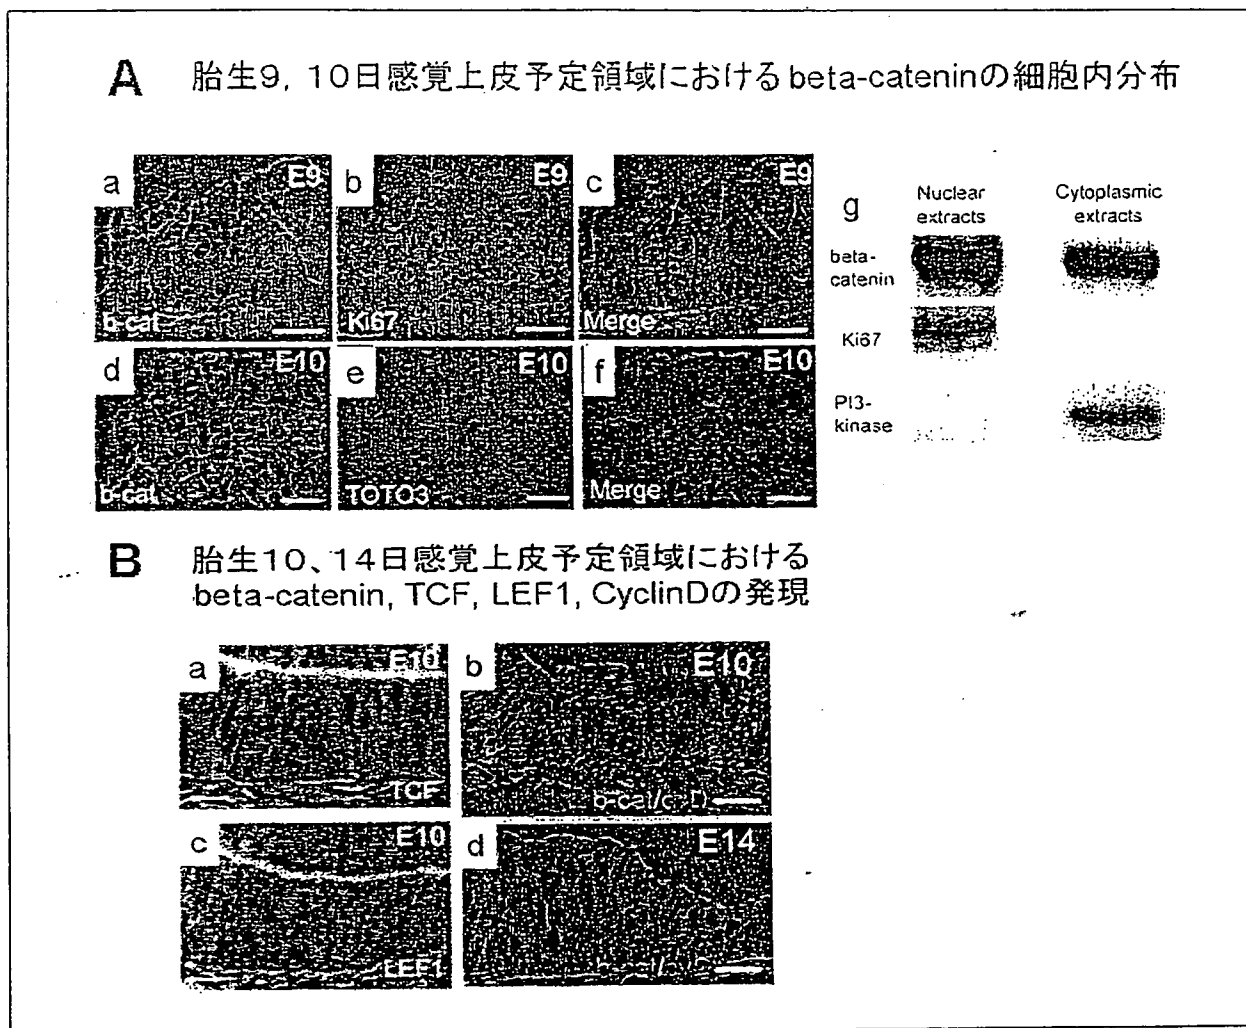 A 胎生9, 10日感覚上皮予定領域におけるbeta-cateninの細胞内分布
a E9 b-cat
b E9 Ki67
c E9 Merge
d E10 b-cat
e E10 TOTO3
f E10 Merge
g
Nuclear extracts
Cytoplasmic extracts
beta-catenin
Ki67
PI3-kinase
B 胎生10、14日感覚上皮予定領域における
beta-catenin, TCF, LEF1, CyclinDの発現
a E10 TCF
b E10 b-cat/c-D
c E10 LEF1
d E14